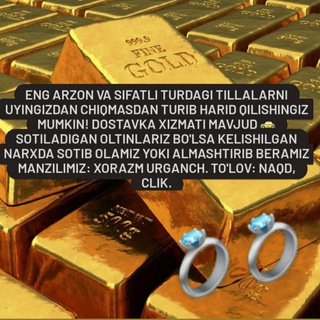 999.9
FINE
GOLD
ENG ARZON VA SIFATLI TURDAGI TILLALARNI
UYINGIZDAN CHIQMASDAN TURIB HARID QILISHINGIZ
MUMKIN! DOSTAVKA XIZMATI MAVJUD 🚕
SOTILADIGAN OLTINLARIZ BO'LSA KELISHILGAN
NARXDA SOTIB OLAMIZ YOKI ALMASHTIRIB BERAMIZ
MANZILIMIZ: XORAZM URGANCH. TO'LOV: NAQD,
CLIK.